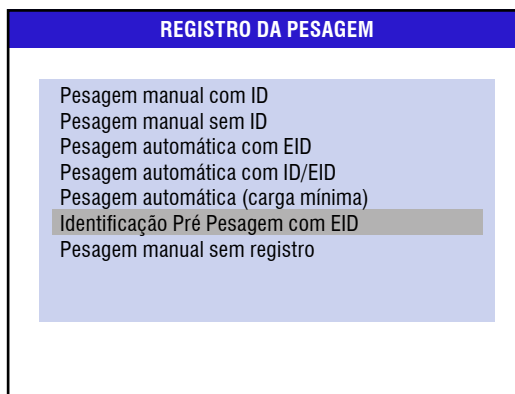 REGISTRO DA PESAGEM
Pesagem manual com ID
Pesagem manual sem ID
Pesagem automática com EID
Pesagem automática com ID/EID
Pesagem automática (carga mínima)
Identificação Pré Pesagem com EID
Pesagem manual sem registro